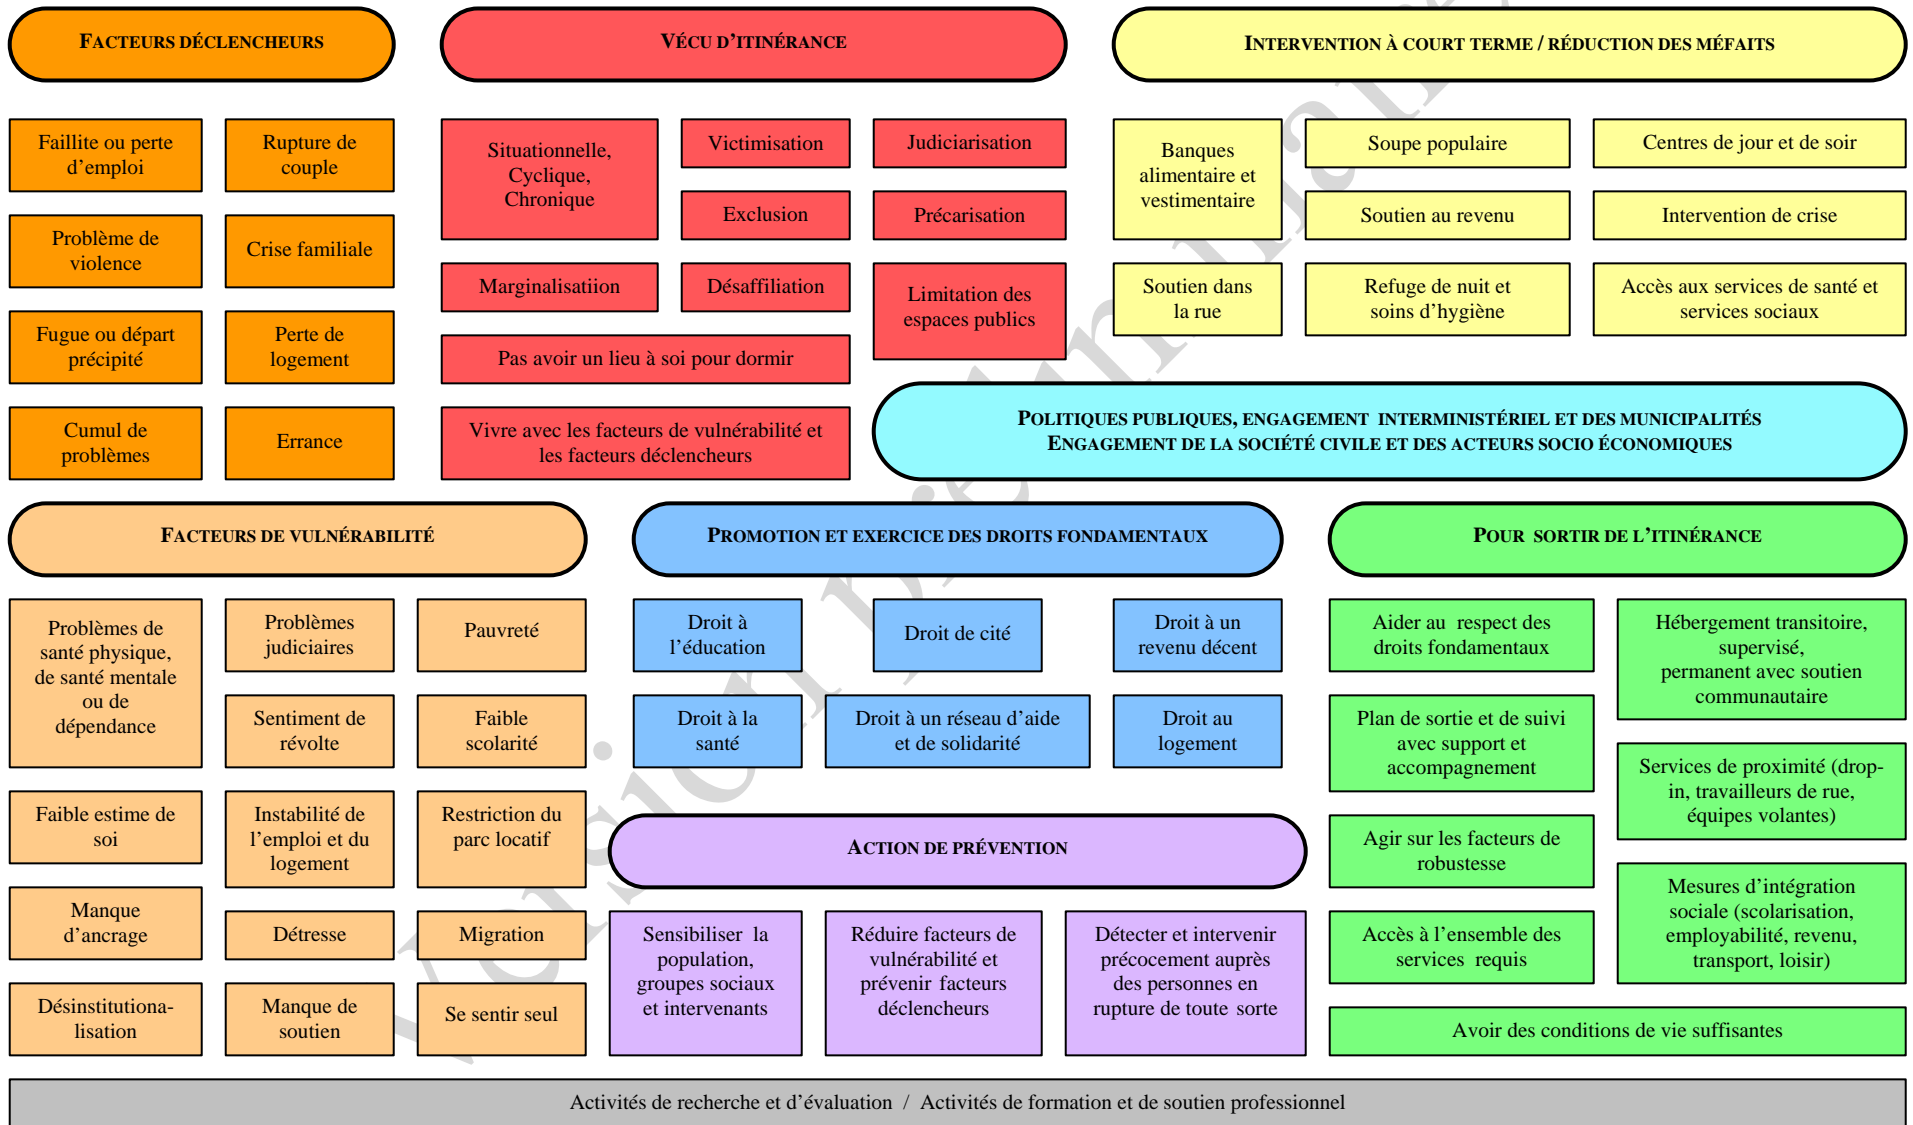 FACTEURS DÉCLENCHEURS
Faillite ou perte
d’emploi
Rupture de
couple
Problème de
violence
Crise familiale
Fugue ou départ
précipité
Perte de
logement
Cumul de
problèmes
Errance
VÉCU D’ITINÉRANCE
Situationnelle,
Cyclique,
Chronique
Victimisation
Judiciarisation
Exclusion
Précarisation
Marginalisatiion
Désaffiliation
Limitation des
espaces publics
Pas avoir un lieu à soi pour dormir
Vivre avec les facteurs de vulnérabilité et
les facteurs déclencheurs
INTERVENTION À COURT TERME / RÉDUCTION DES MÉFAITS
Banques
alimentaire et
vestimentaire
Soupe populaire
Centres de jour et de soir
Soutien au revenu
Intervention de crise
Soutien dans
la rue
Refuge de nuit et
soins d’hygiène
Accès aux services de santé et
services sociaux
POLITIQUES PUBLIQUES, ENGAGEMENT INTERMINISTÉRIEL ET DES MUNICIPALITÉS
ENGAGEMENT DE LA SOCIÉTÉ CIVILE ET DES ACTEURS SOCIO ÉCONOMIQUES
FACTEURS DE VULNÉRABILITÉ
Problèmes de
santé physique,
de santé mentale
ou de
dépendance
Problèmes
judiciaires
Pauvreté
Sentiment de
révolte
Faible
scolarité
Faible estime de
soi
Instabilité de
l’emploi et du
logement
Restriction du
parc locatif
Manque
d’ancrage
Détresse
Migration
Désinstitutiona-
lisation
Manque de
soutien
Se sentir seul
PROMOTION ET EXERCICE DES DROITS FONDAMENTAUX
Droit à
l’éducation
Droit de cité
Droit à un
revenu décent
Droit à la
santé
Droit à un réseau d’aide
et de solidarité
Droit au
logement
ACTION DE PRÉVENTION
Sensibiliser la
population,
groupes sociaux
et intervenants
Réduire facteurs de
vulnérabilité et
prévenir facteurs
déclencheurs
Détecter et intervenir
précocement auprès
des personnes en
rupture de toute sorte
POUR SORTIR DE L’ITINÉRANCE
Aider au respect des
droits fondamentaux
Hébergement transitoire,
supervisé,
permanent avec soutien
communautaire
Plan de sortie et de suivi
avec support et
accompagnement
Services de proximité (drop-
in, travailleurs de rue,
équipes volantes)
Agir sur les facteurs de
robustesse
Mesures d’intégration
sociale (scolarisation,
employabilité, revenu,
transport, loisir)
Accès à l’ensemble des
services requis
Avoir des conditions de vie suffisantes
Activités de recherche et d’évaluation / Activités de formation et de soutien professionnel
Version